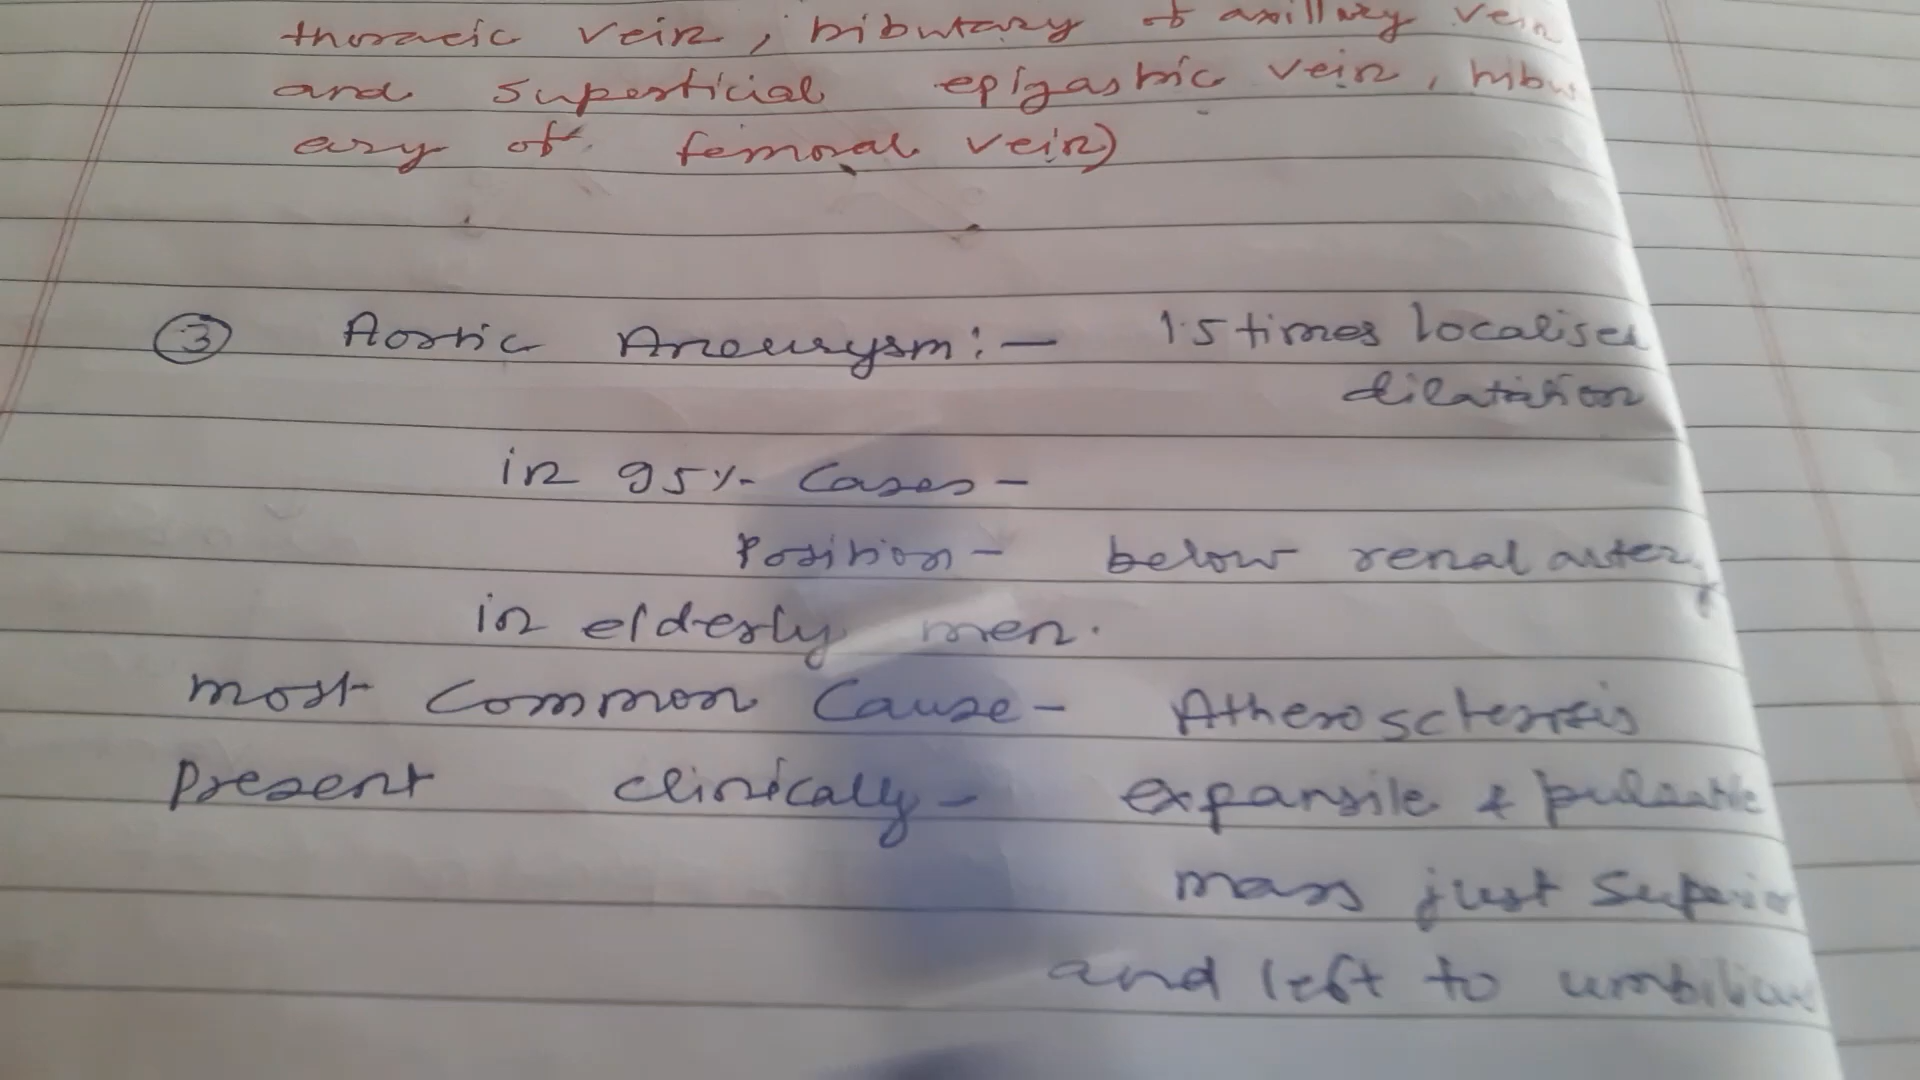 thoracic vein, tributary of axillary vein
and superficial epigastric vein, tribu
ary of femoral vein)
③ Aortic Aneurysm:- 1.5 times localised
dilatation
in 95% Cases-
Position- below renal artery
in elderly men.
most common Cause- Atherosclerosis
Present clinically- expansile & pulsatile
mass just superior
and left to umbilicus